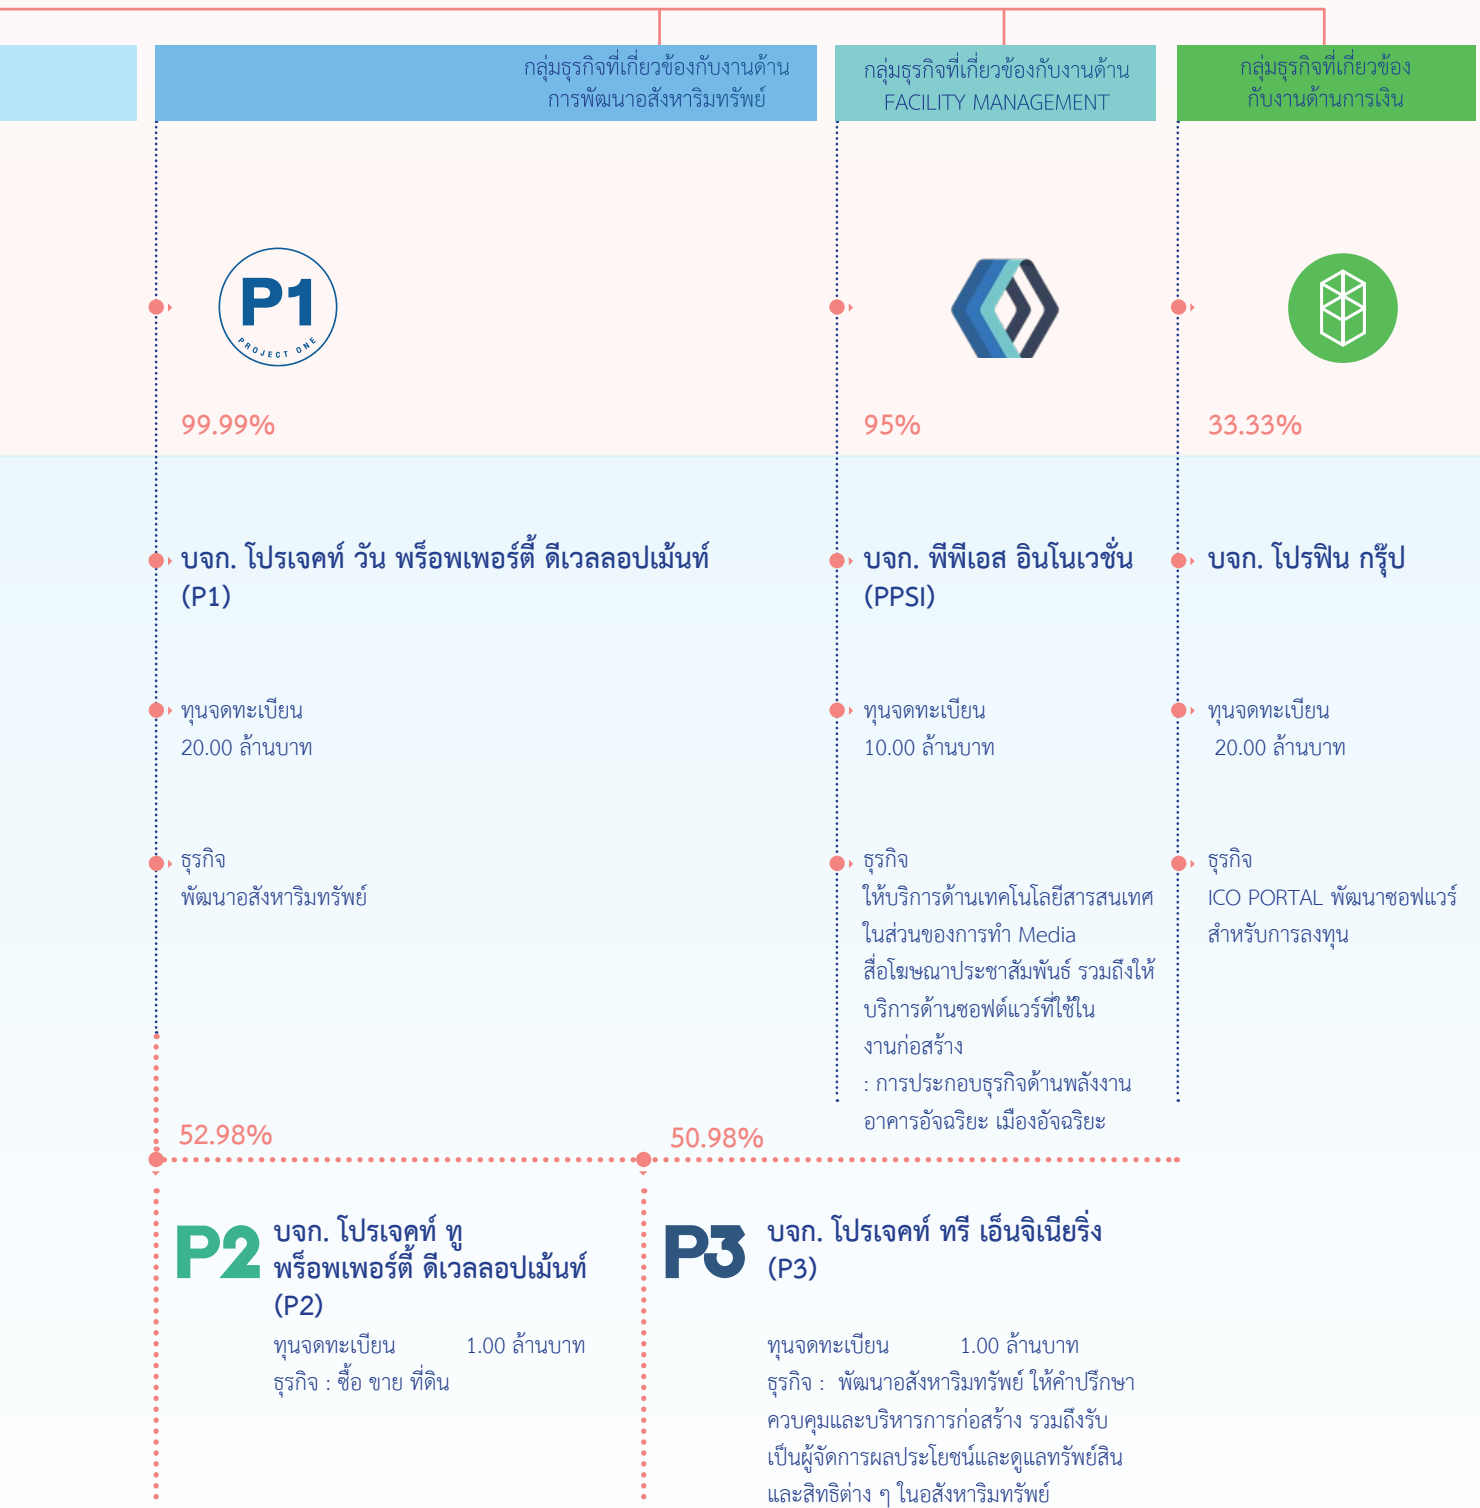 กลุ่มธุรกิจที่เกี่ยวข้องกับงานด้าน
การพัฒนาอสังหาริมทรัพย์
กลุ่มธุรกิจที่เกี่ยวข้องกับงานด้าน
FACILITY MANAGEMENT
กลุ่มธุรกิจที่เกี่ยวข้อง
กับงานด้านการเงิน
P1
PROJECT ONE
99.99%
95%
33.33%
บจก. โปรเจคท์ วัน พร็อพเพอร์ตี้ ดีเวลลอปเม้นท์
(P1)
ทุนจดทะเบียน
20.00 ล้านบาท
ธุรกิจ
พัฒนาอสังหาริมทรัพย์
บจก. พีพีเอส อินโนเวชั่น
(PPSI)
ทุนจดทะเบียน
10.00 ล้านบาท
ธุรกิจ
ให้บริการด้านเทคโนโลยีสารสนเทศ
ในส่วนของการทำ Media
สื่อโฆษณาประชาสัมพันธ์ รวมถึงให้
บริการด้านซอฟต์แวร์ที่ใช้ใน
งานก่อสร้าง
: การประกอบธุรกิจด้านพลังงาน
อาคารอัจฉริยะ เมืองอัจฉริยะ
บจก. โปรฟิน กรุ๊ป
ทุนจดทะเบียน
20.00 ล้านบาท
ธุรกิจ
ICO PORTAL พัฒนาซอฟแวร์
สำหรับการลงทุน
52.98%
50.98%
P2
บจก. โปรเจคท์ ทู
พร็อพเพอร์ตี้ ดีเวลลอปเม้นท์
(P2)
ทุนจดทะเบียน 1.00 ล้านบาท
ธุรกิจ : ซื้อ ขาย ที่ดิน
P3
บจก. โปรเจคท์ ทรี เอ็นจิเนียริ่ง
(P3)
ทุนจดทะเบียน 1.00 ล้านบาท
ธุรกิจ : พัฒนาอสังหาริมทรัพย์ ให้คำปรึกษา
ควบคุมและบริหารการก่อสร้าง รวมถึงรับ
เป็นผู้จัดการผลประโยชน์และดูแลทรัพย์สิน
และสิทธิต่าง ๆ ในอสังหาริมทรัพย์